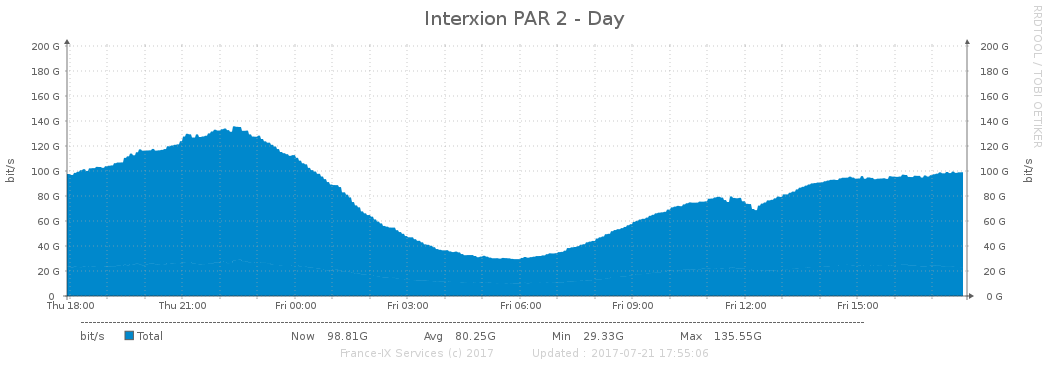 Interxion PAR 2 - Day
RRDTOOL / TOBI OETIKER
bit/s
200 G 200 G
180 G 180 G
160 G 160 G
140 G 140 G
120 G 120 G
100 G 100 G
80 G 80 G
60 G 60 G
40 G 40 G
20 G 20 G
0 0 G
bit/s
Thu 18:00 Thu 21:00 Fri 00:00 Fri 03:00 Fri 06:00 Fri 09:00 Fri 12:00 Fri 15:00
bit/s Total Now 98.81G Avg 80.25G Min 29.33G Max 135.55G
France-IX Services (c) 2017 Updated : 2017-07-21 17:55:06